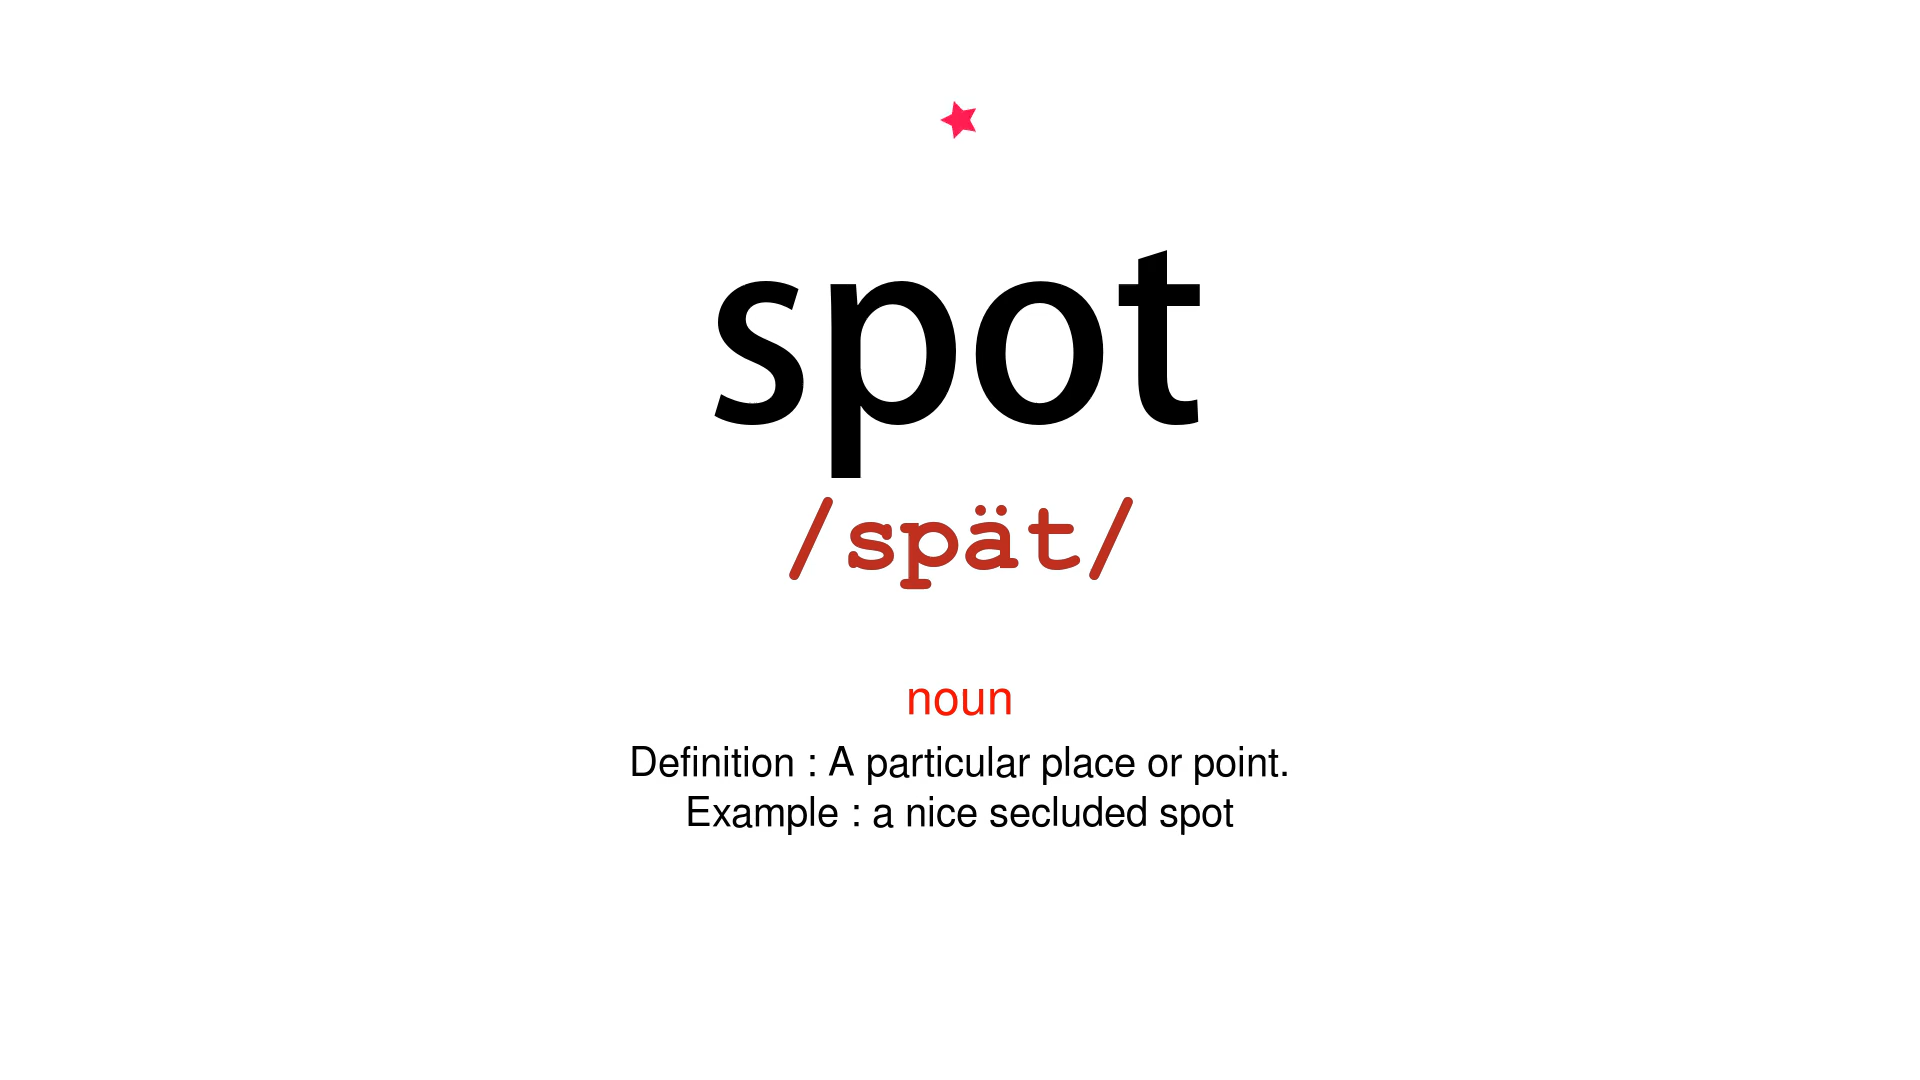 spot
/spät/
noun
Definition : A particular place or point.
Example : a nice secluded spot